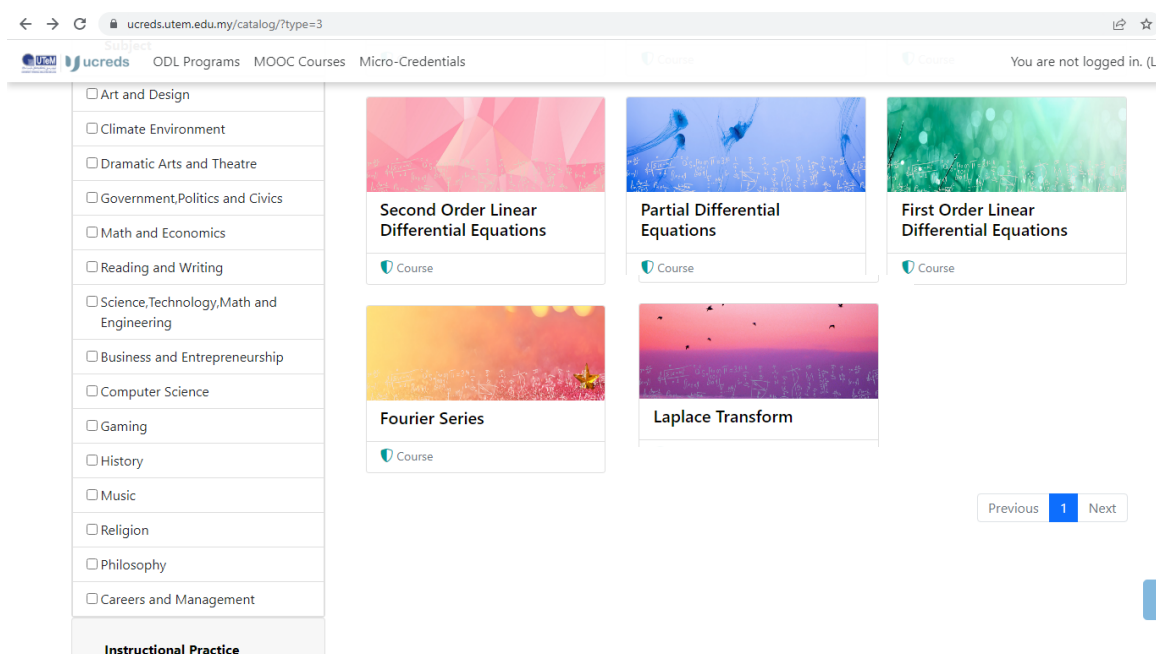 ucreds.utem.edu.my/catalog/?type=3
Subject
Course
Course
UTeM
ucreds
ODL Programs
MOOC Courses
Micro-Credentials
You are not logged in. (L
Art and Design
Climate Environment
Dramatic Arts and Theatre
Government,Politics and Civics
Math and Economics
Reading and Writing
Science,Technology,Math and
Engineering
Business and Entrepreneurship
Computer Science
Gaming
History
Music
Religion
Philosophy
Careers and Management
Instructional Practice
Second Order Linear
Differential Equations
Course
Partial Differential
Equations
Course
First Order Linear
Differential Equations
Course
Fourier Series
Course
Laplace Transform
Previous
1
Next